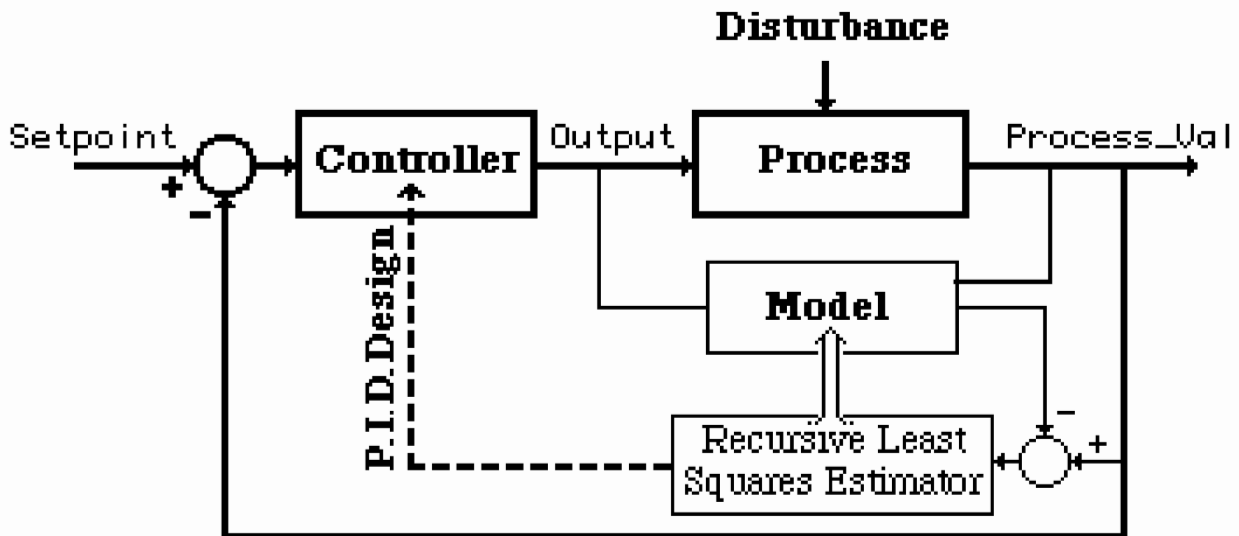 Disturbance
Setpoint
Controller
Output
Process
Process_Val
+
-
P.I.D.Design
Model
-
+
Recursive Least
Squares Estimator